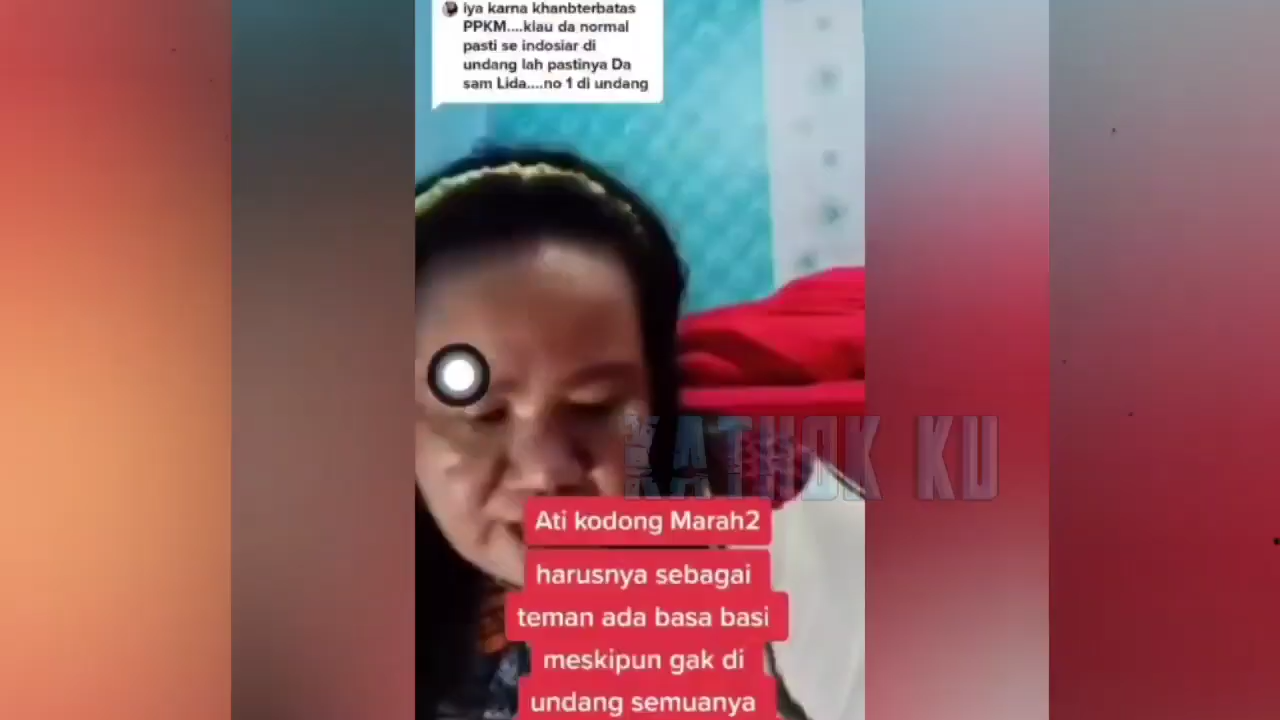 iya karna khanbterbatas
PPKM....klau da normal
pasti se indosiar di
undang lah pastinya Da
sam Lida....no 1 di undang
KATHOK KU
Ati kodong Marah2
harusnya sebagai
teman ada basa basi
meskipun gak di
undang semuanya